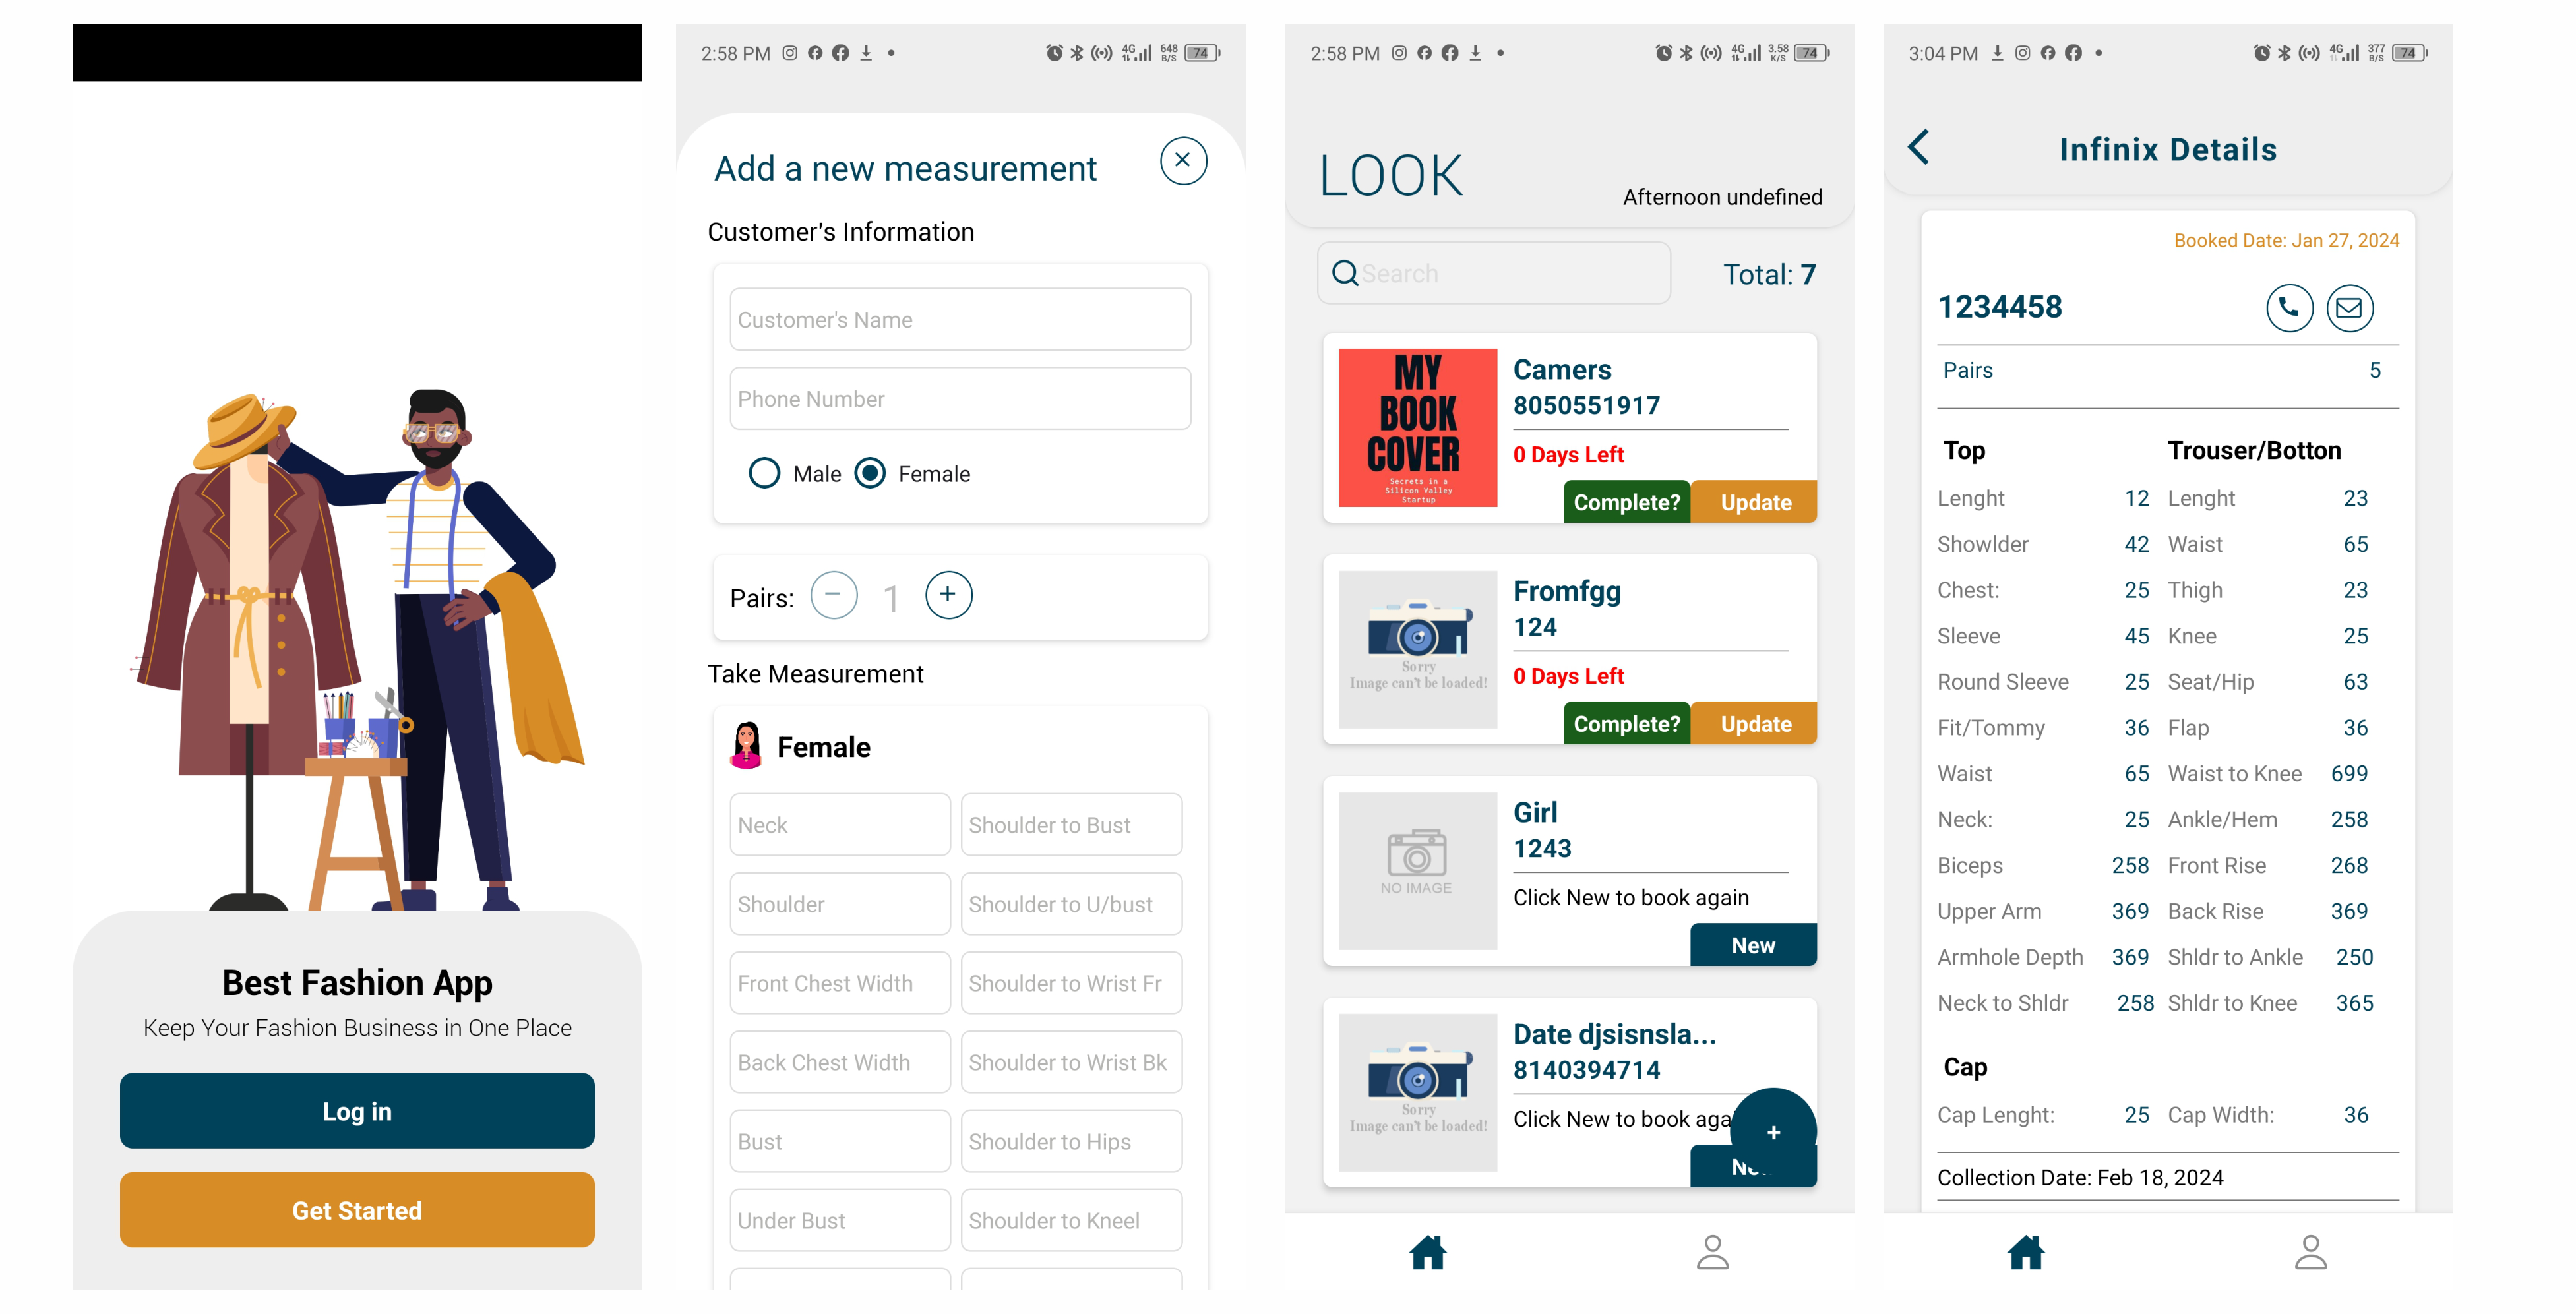 Best Fashion App
Keep Your Fashion Business in One Place
Log in
Get Started
2:58 PM 4G 648 B/S 74
Add a new measurement
Customer's Information
Customer's Name
Phone Number
Male Female
Pairs: 1
Take Measurement
Female
Neck Shoulder to Bust
Shoulder Shoulder to U/bust
Front Chest Width Shoulder to Wrist Fr
Back Chest Width Shoulder to Wrist Bk
Bust Shoulder to Hips
Under Bust Shoulder to Kneel
2:58 PM 4G 3.58 K/S 74
LOOK
Afternoon undefined
Search Total: 7
MY
BOOK
COVER
Secrets in a
Silicon Valley
Startup
Camers
8050551917
0 Days Left
Complete? Update
Sorry
Image can't be loaded!
Fromfgg
124
0 Days Left
Complete? Update
NO IMAGE
Girl
1243
Click New to book again
New
Sorry
Image can't be loaded!
Date djsisnsla...
8140394714
Click New to book aga
+
3:04 PM 4G 377 B/S 74
Infinix Details
Booked Date: Jan 27, 2024
1234458
Pairs 5
Top Trouser/Botton
Lenght 12 Lenght 23
Showlder 42 Waist 65
Chest: 25 Thigh 23
Sleeve 45 Knee 25
Round Sleeve 25 Seat/Hip 63
Fit/Tommy 36 Flap 36
Waist 65 Waist to Knee 699
Neck: 25 Ankle/Hem 258
Biceps 258 Front Rise 268
Upper Arm 369 Back Rise 369
Armhole Depth 369 Shldr to Ankle 250
Neck to Shldr 258 Shldr to Knee 365
Cap
Cap Lenght: 25 Cap Width: 36
Collection Date: Feb 18, 2024